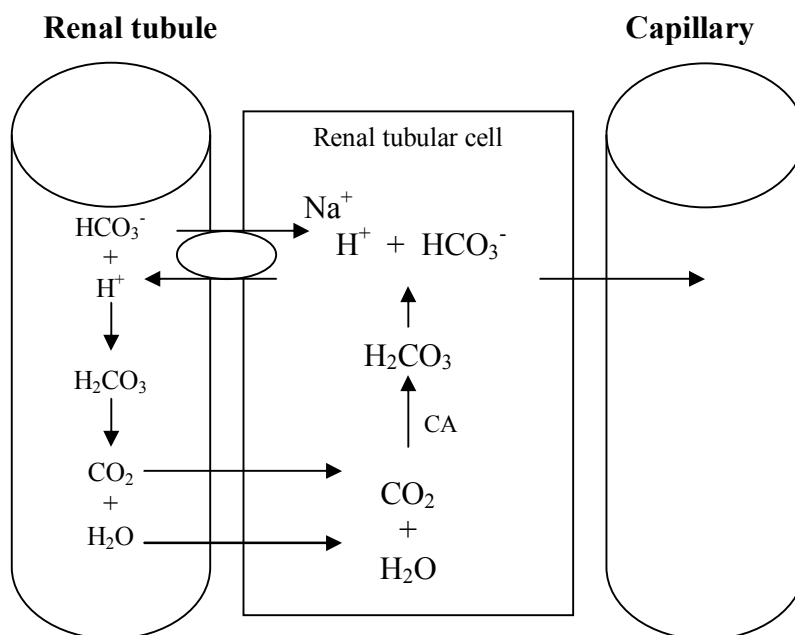 Renal tubule
Capillary
Renal tubular cell
HCO₃⁻
+
H⁺
H₂CO₃
CO₂
+
H₂O
Na⁺
H⁺ + HCO₃⁻
H₂CO₃
CA
CO₂
+
H₂O